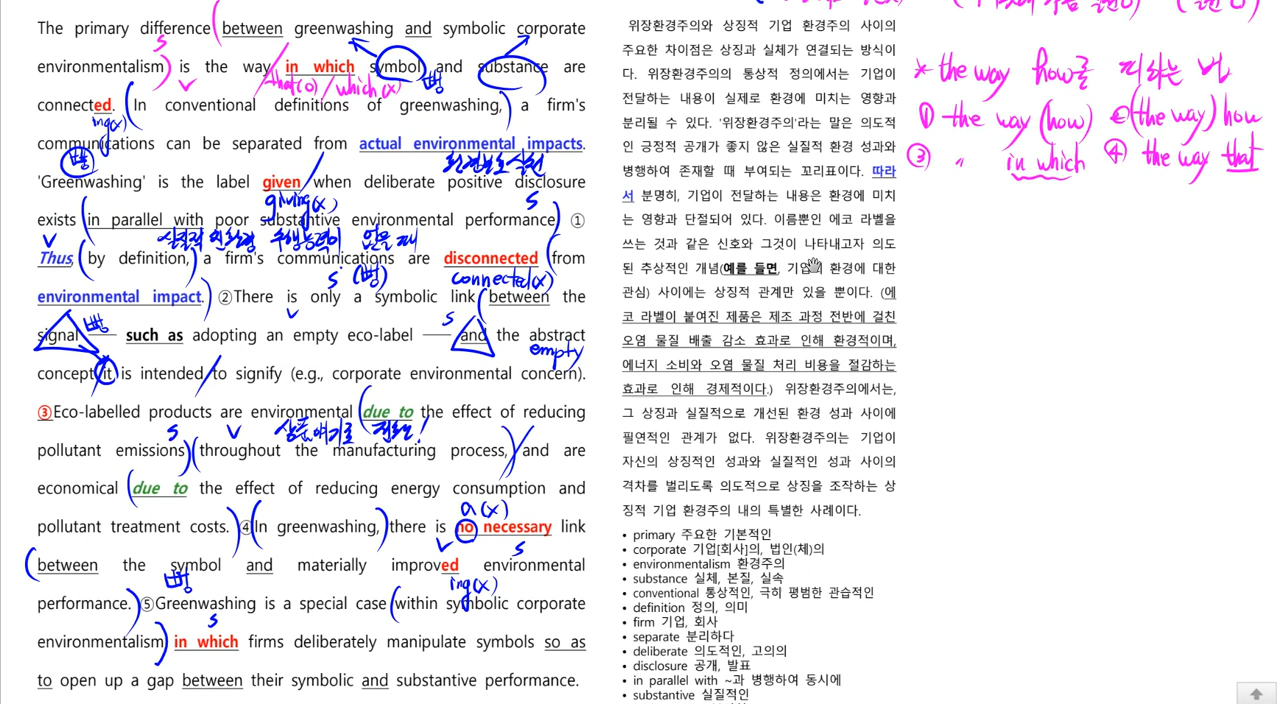 The primary difference between greenwashing and symbolic corporate
environmentalism is the way in which symbol and substance are
that(o) / which(x)
뻥
connected. In conventional definitions of greenwashing, a firm's
ing(x)
communications can be separated from actual environmental impacts.
뻥
'Greenwashing' is the label given when deliberate positive disclosure
giving(x)
exists in parallel with poor substantive environmental performance ①
Thus, by definition, a firm's communications are disconnected from
(뻥)
connected(x)
environmental impact. ②There is only a symbolic link between the
signal ── such as adopting an empty eco-label ── and the abstract
뻥
empty
concept it is intended to signify (e.g., corporate environmental concern).
③Eco-labelled products are environmental due to the effect of reducing
pollutant emissions throughout the manufacturing process, and are
economical due to the effect of reducing energy consumption and
a(x)
pollutant treatment costs. ④In greenwashing, there is no necessary link
between the symbol and materially improved environmental
뻥
ing(x)
performance. ⑤Greenwashing is a special case within symbolic corporate
environmentalism in which firms deliberately manipulate symbols so as
to open up a gap between their symbolic and substantive performance.
위장환경주의와 상징적 기업 환경주의 사이의
주요한 차이점은 상징과 실체가 연결되는 방식이
다. 위장환경주의의 통상적 정의에서는 기업이
전달하는 내용이 실제로 환경에 미치는 영향과
분리될 수 있다. '위장환경주의'라는 말은 의도적
인 긍정적 공개가 좋지 않은 실질적 환경 성과와
병행하여 존재할 때 부여되는 꼬리표이다. 따라
서 분명히, 기업이 전달하는 내용은 환경에 미치
는 영향과 단절되어 있다. 이름뿐인 에코 라벨을
쓰는 것과 같은 신호와 그것이 나타내고자 의도
된 추상적인 개념(예를 들면, 기업의 환경에 대한
관심) 사이에는 상징적 관계만 있을 뿐이다. (에
코 라벨이 붙여진 제품은 제조 과정 전반에 걸친
오염 물질 배출 감소 효과로 인해 환경적이며,
에너지 소비와 오염 물질 처리 비용을 절감하는
효과로 인해 경제적이다.) 위장환경주의에서는,
그 상징과 실질적으로 개선된 환경 성과 사이에
필연적인 관계가 없다. 위장환경주의는 기업이
자신의 상징적인 성과와 실질적인 성과 사이의
격차를 벌리도록 의도적으로 상징을 조작하는 상
징적 기업 환경주의 내의 특별한 사례이다.
• primary 주요한 기본적인
• corporate 기업[회사]의, 법인(체)의
• environmentalism 환경주의
• substance 실체, 본질, 실속
• conventional 통상적인, 극히 평범한 관습적인
• definition 정의, 의미
• firm 기업, 회사
• separate 분리하다
• deliberate 의도적인, 고의의
• disclosure 공개, 발표
• in parallel with ~과 병행하여 동시에
• substantive 실질적인
* the way how를 피하는 법
① the way (how) ② (the way) how
③ 〃 in which ④ the way that